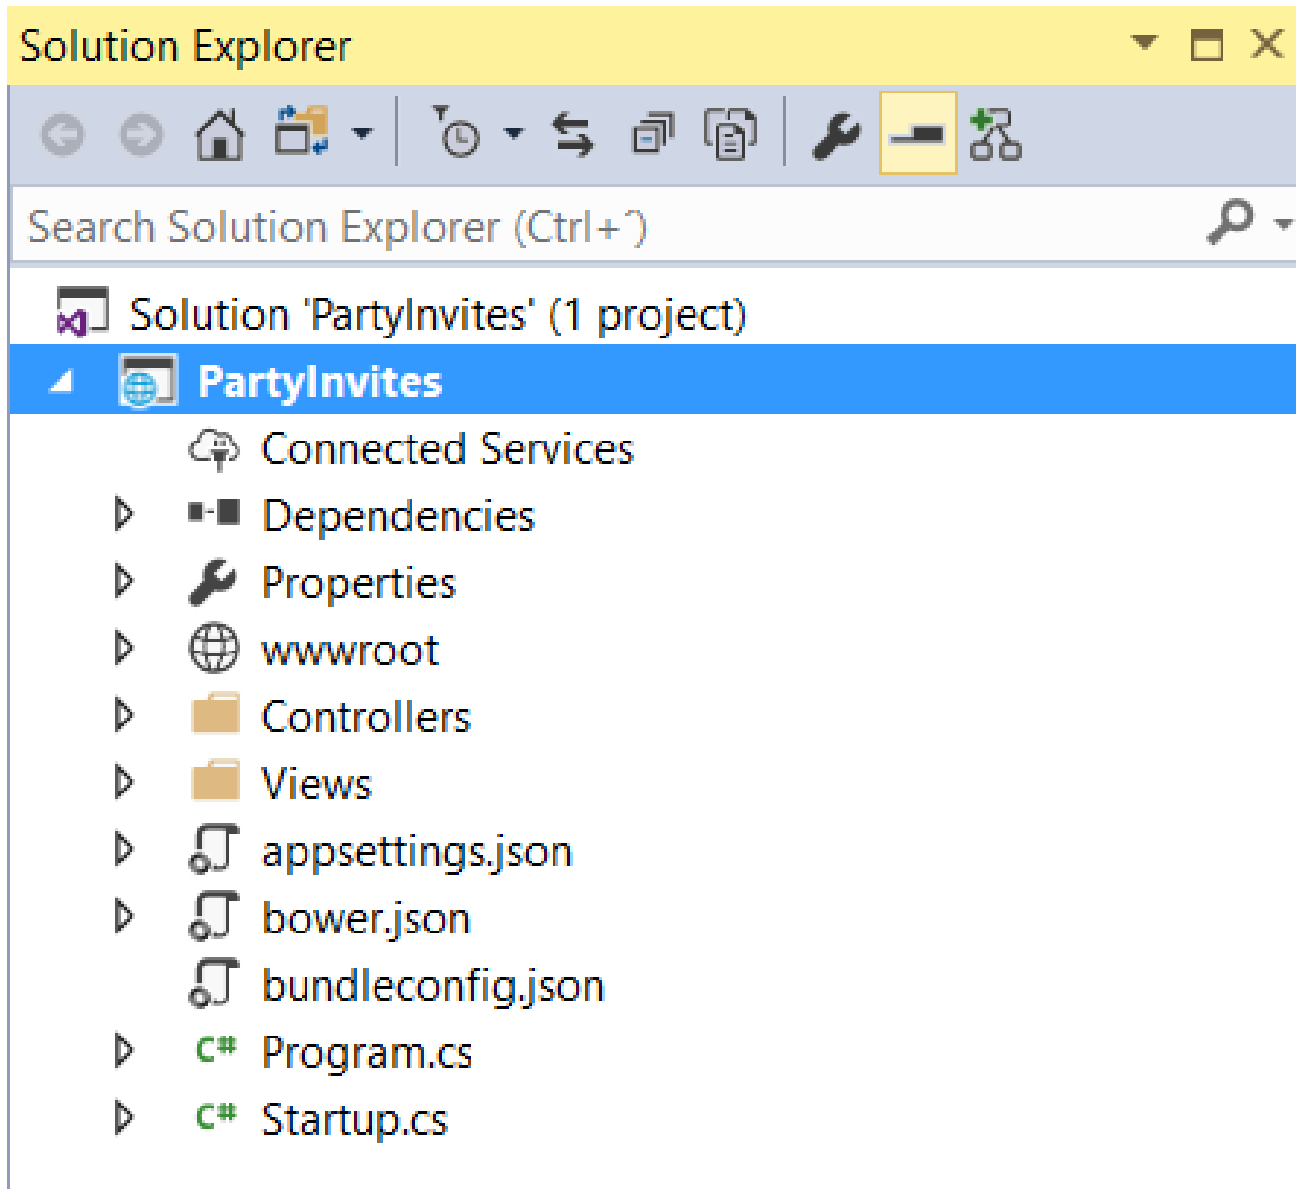 Solution Explorer
Search Solution Explorer (Ctrl+´)
Solution 'PartyInvites' (1 project)
PartyInvites
Connected Services
Dependencies
Properties
wwwroot
Controllers
Views
appsettings.json
bower.json
bundleconfig.json
C# Program.cs
C# Startup.cs